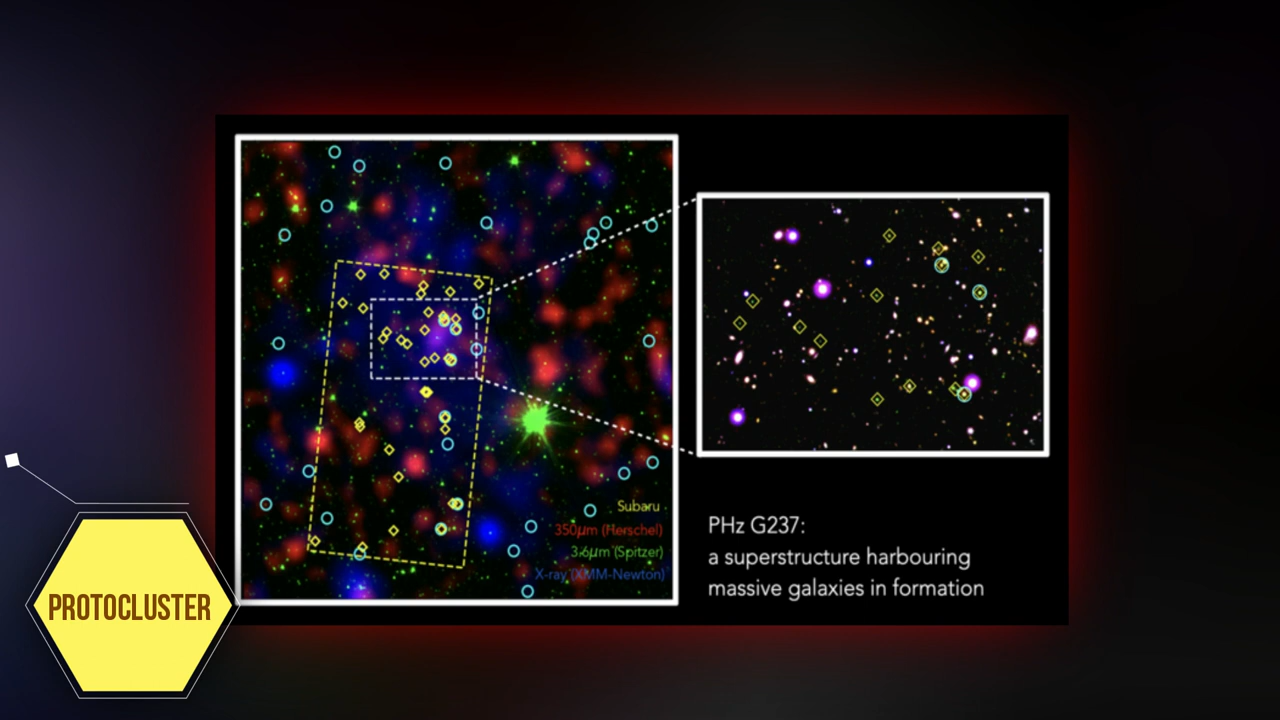 Subaru
350μm (Herschel)
3.6μm (Spitzer)
X-ray (XMM-Newton)
PHz G237:
a superstructure harbouring
massive galaxies in formation
PROTOCLUSTER